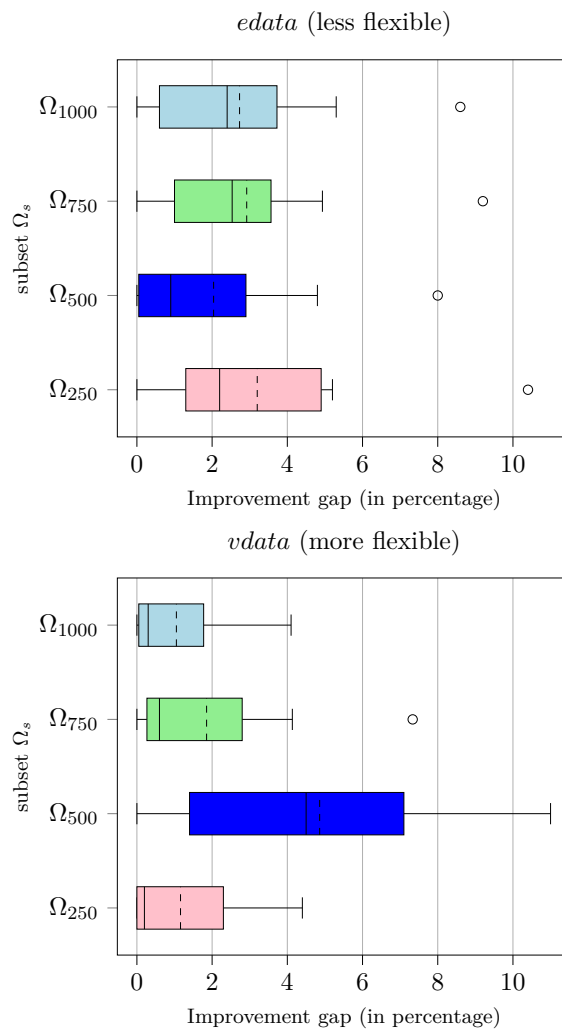 edata (less flexible)
Ω1000
Ω750
Ω500
Ω250
subset Ωs
0 2 4 6 8 10
Improvement gap (in percentage)
vdata (more flexible)
Ω1000
Ω750
Ω500
Ω250
subset Ωs
0 2 4 6 8 10
Improvement gap (in percentage)